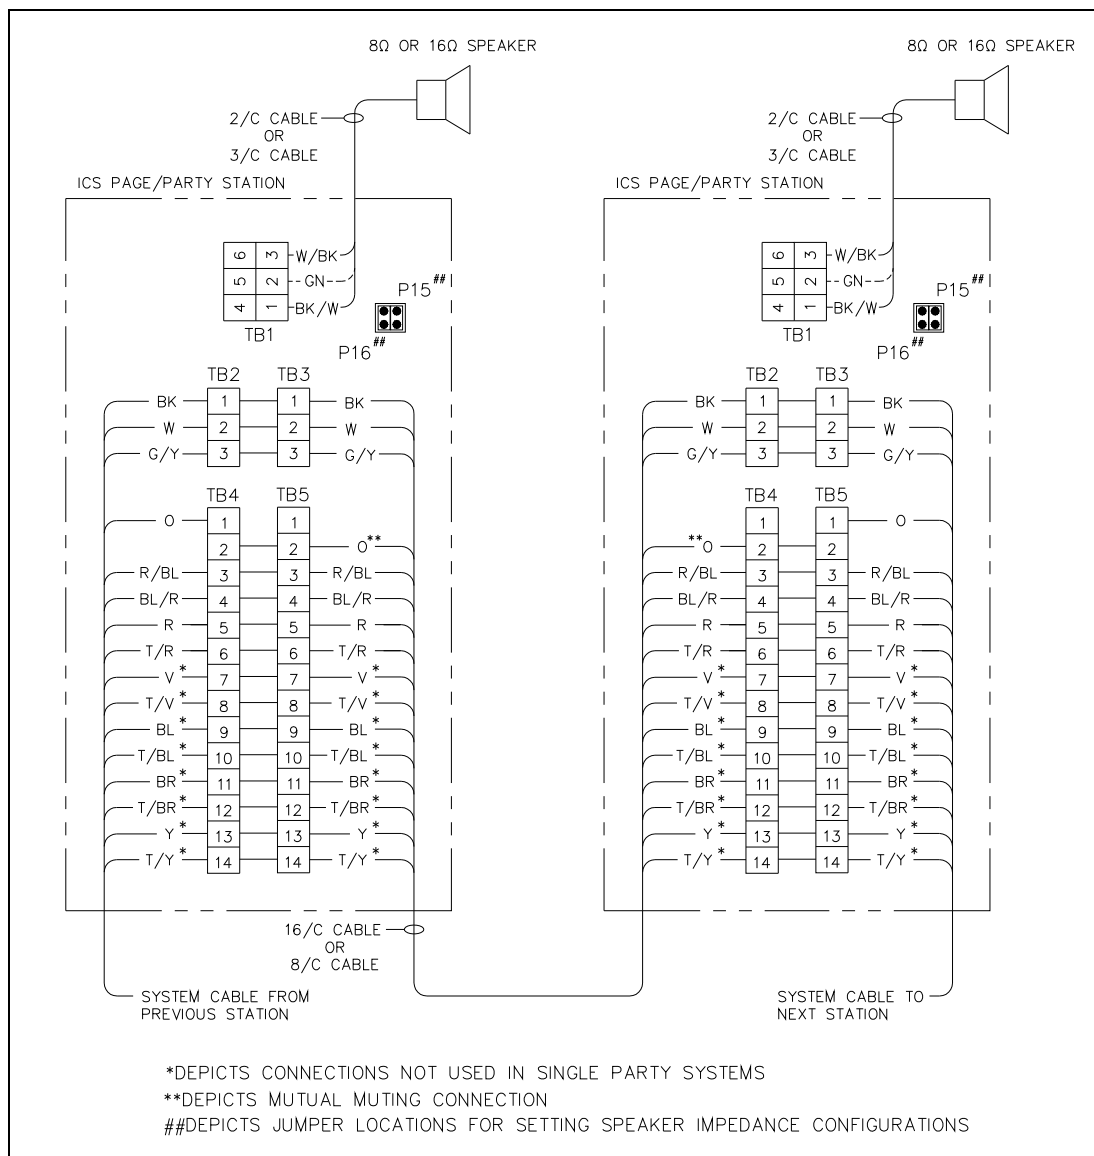 8Ω OR 16Ω SPEAKER 8Ω OR 16Ω SPEAKER
2/C CABLE 2/C CABLE
OR OR
3/C CABLE 3/C CABLE
ICS PAGE/PARTY STATION ICS PAGE/PARTY STATION
6 3 W/BK 6 3 W/BK
5 2 GN 5 2 GN
4 1 BK/W 4 1 BK/W
P15## P15##
TB1 TB1
P16## P16##
TB2 TB3 TB2 TB3
BK 1 1 BK BK 1 1 BK
W 2 2 W W 2 2 W
G/Y 3 3 G/Y G/Y 3 3 G/Y
TB4 TB5 TB4 TB5
O 1 1 1 1 O
2 2 O** **O 2 2
R/BL 3 3 R/BL R/BL 3 3 R/BL
BL/R 4 4 BL/R BL/R 4 4 BL/R
R 5 5 R R 5 5 R
T/R 6 6 T/R T/R 6 6 T/R
V* 7 7 V* V* 7 7 V*
T/V* 8 8 T/V* T/V* 8 8 T/V*
BL* 9 9 BL* BL* 9 9 BL*
T/BL* 10 10 T/BL* T/BL* 10 10 T/BL*
BR* 11 11 BR* BR* 11 11 BR*
T/BR* 12 12 T/BR* T/BR* 12 12 T/BR*
Y* 13 13 Y* Y* 13 13 Y*
T/Y* 14 14 T/Y* T/Y* 14 14 T/Y*
16/C CABLE
OR
8/C CABLE
SYSTEM CABLE FROM
PREVIOUS STATION
SYSTEM CABLE TO
NEXT STATION
*DEPICTS CONNECTIONS NOT USED IN SINGLE PARTY SYSTEMS
**DEPICTS MUTUAL MUTING CONNECTION
##DEPICTS JUMPER LOCATIONS FOR SETTING SPEAKER IMPEDANCE CONFIGURATIONS